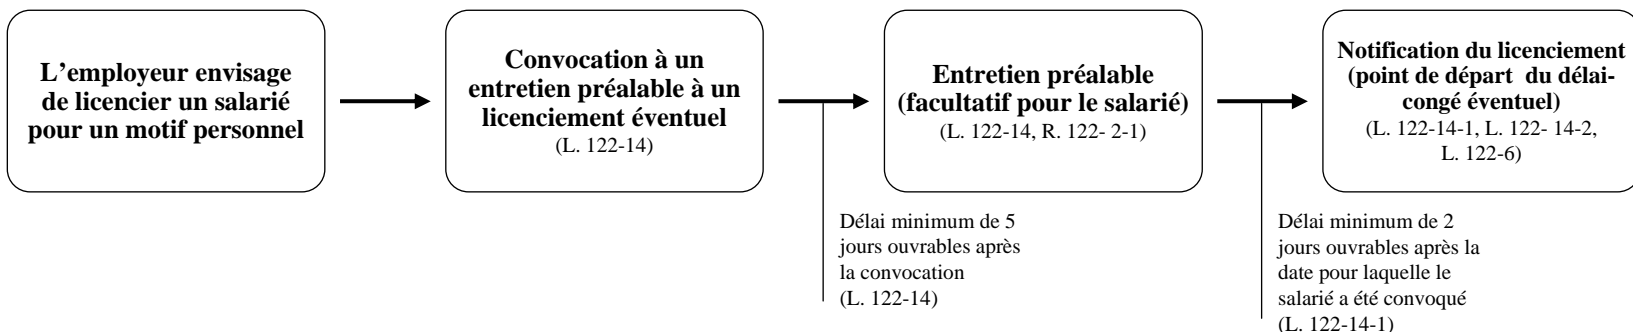 L'employeur envisage
de licencier un salarié
pour un motif personnel
Convocation à un
entretien préalable à un
licenciement éventuel
(L. 122-14)
Entretien préalable
(facultatif pour le salarié)
(L. 122-14, R. 122- 2-1)
Notification du licenciement
(point de départ du délai-
congé éventuel)
(L. 122-14-1, L. 122- 14-2,
L. 122-6)
Délai minimum de 5
jours ouvrables après
la convocation
(L. 122-14)
Délai minimum de 2
jours ouvrables après la
date pour laquelle le
salarié a été convoqué
(L. 122-14-1)